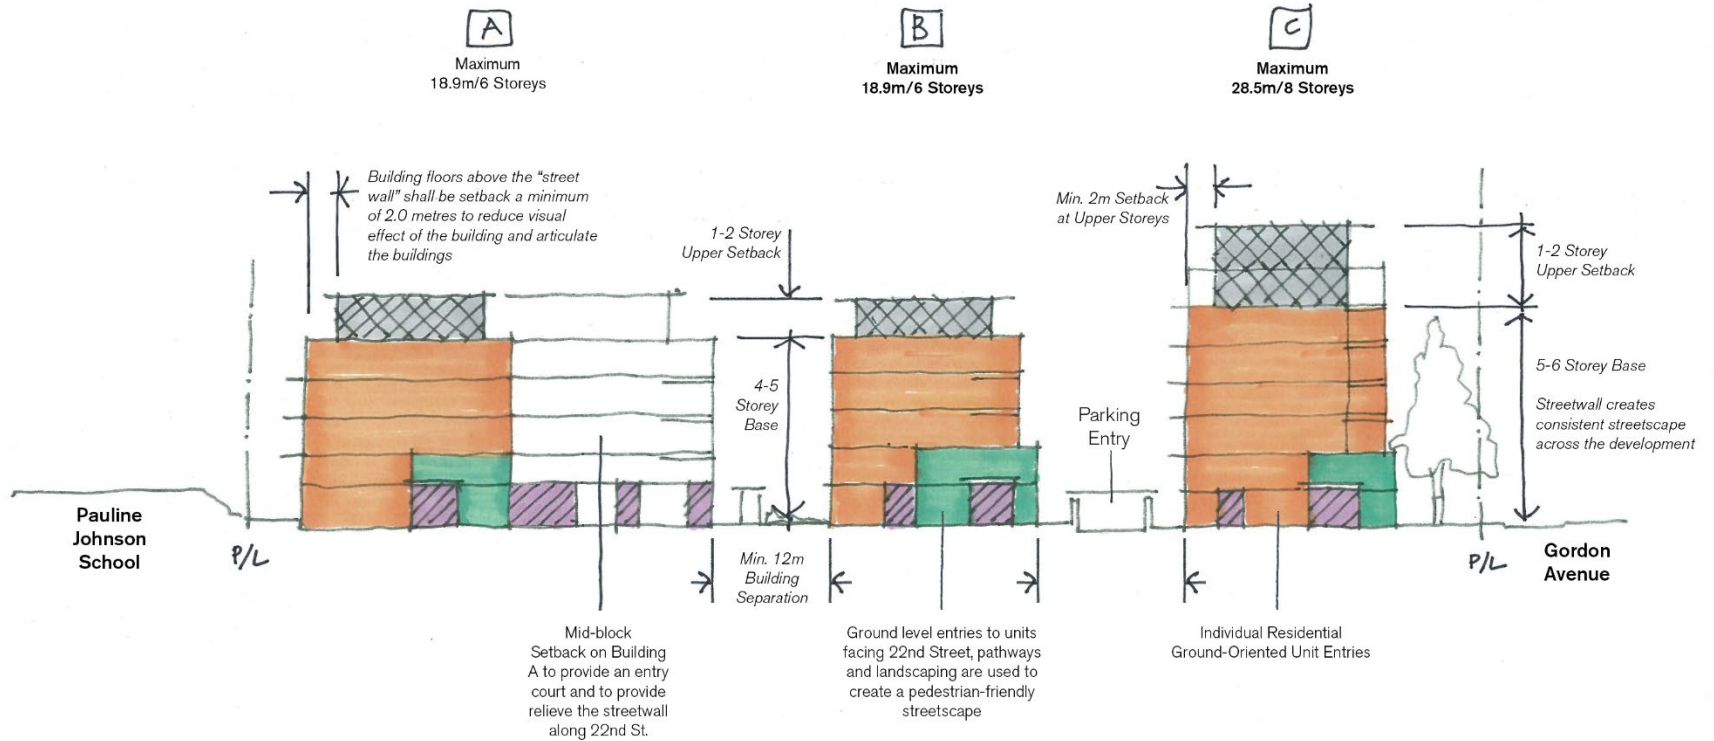 A
Maximum
18.9m/6 Storeys
B
Maximum
18.9m/6 Storeys
C
Maximum
28.5m/8 Storeys
Building floors above the “street
wall” shall be setback a minimum
of 2.0 metres to reduce visual
effect of the building and articulate
the buildings
1-2 Storey
Upper Setback
Min. 2m Setback
at Upper Storeys
1-2 Storey
Upper Setback
4-5
Storey
Base
Parking
Entry
5-6 Storey Base
Streetwall creates
consistent streetscape
across the development
Pauline
Johnson
School
P/L
Min. 12m
Building
Separation
P/L
Gordon
Avenue
Mid-block
Setback on Building
A to provide an entry
court and to provide
relieve the streetwall
along 22nd St.
Ground level entries to units
facing 22nd Street, pathways
and landscaping are used to
create a pedestrian-friendly
streetscape
Individual Residential
Ground-Oriented Unit Entries